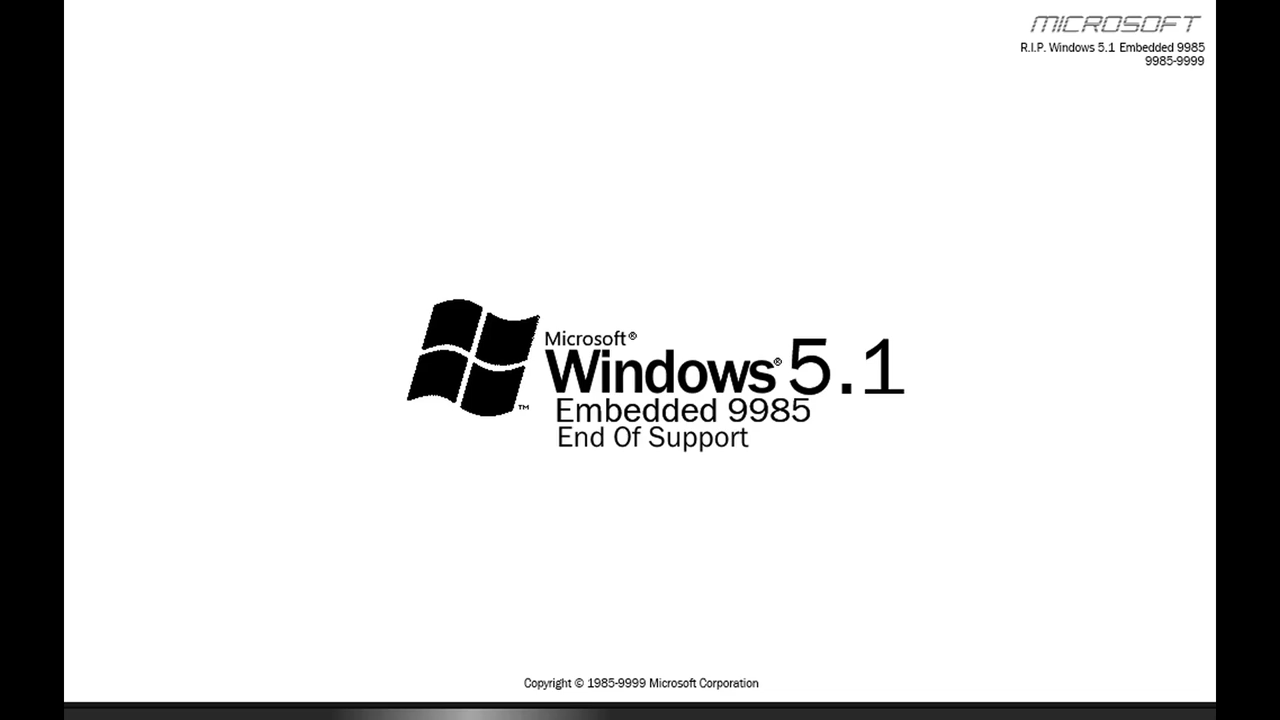 MICROSOFT
R.I.P. Windows 5.1 Embedded 9985
9985-9999
Microsoft®
Windows® 5.1
™
Embedded 9985
End Of Support
Copyright © 1985-9999 Microsoft Corporation